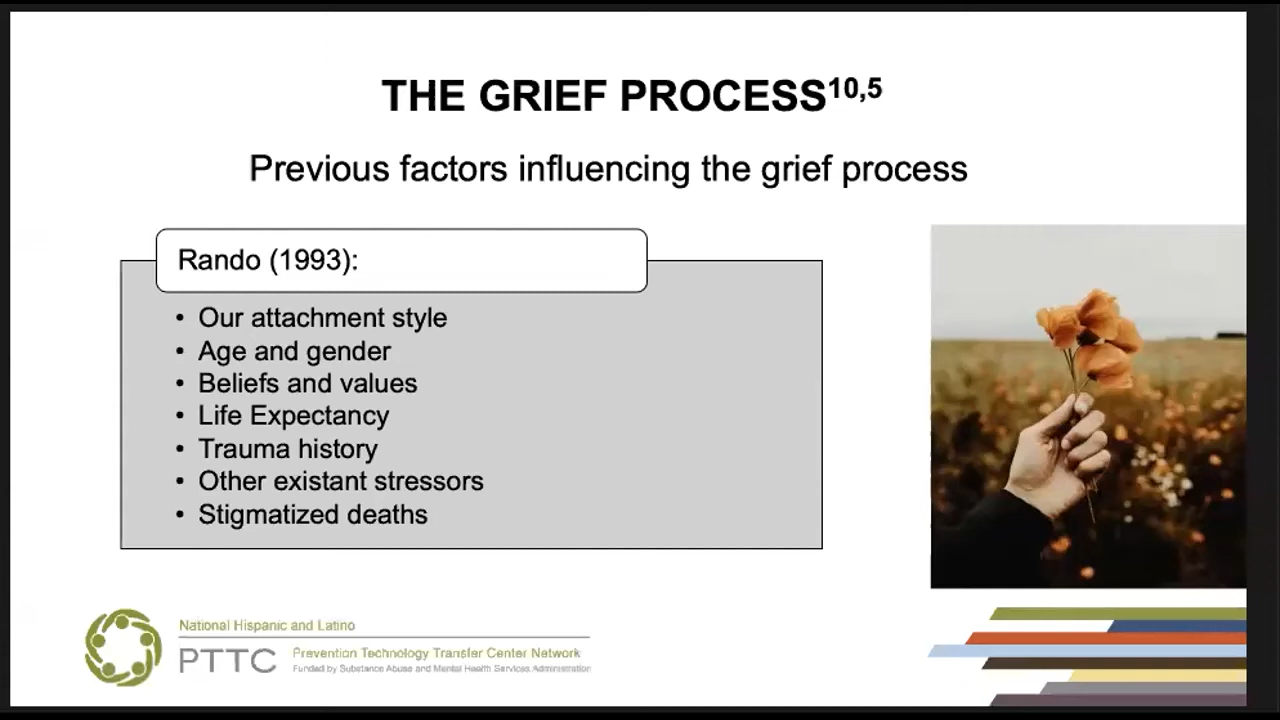 THE GRIEF PROCESS10,5
Previous factors influencing the grief process
Rando (1993):
• Our attachment style
• Age and gender
• Beliefs and values
• Life Expectancy
• Trauma history
• Other existant stressors
• Stigmatized deaths
National Hispanic and Latino
PTTC
Prevention Technology Transfer Center Network
Funded by Substance Abuse and Mental Health Services Administration